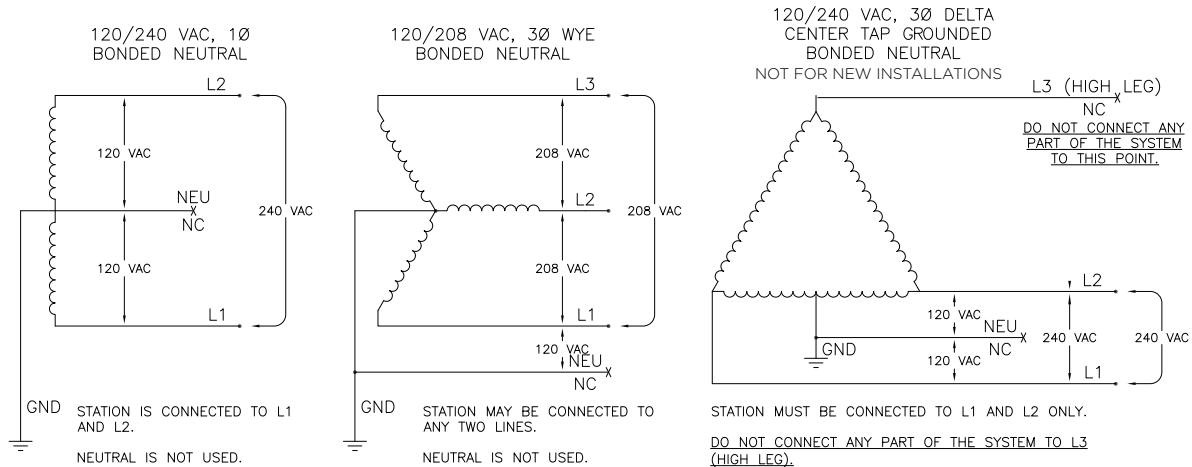 120/240 VAC, 1Ø
BONDED NEUTRAL
L2
120 VAC
NEU
NC
240 VAC
120 VAC
L1
GND
STATION IS CONNECTED TO L1
AND L2.
NEUTRAL IS NOT USED.
120/208 VAC, 3Ø WYE
BONDED NEUTRAL
L3
208 VAC
L2
208 VAC
208 VAC
L1
120 VAC
NEU
NC
GND
STATION MAY BE CONNECTED TO
ANY TWO LINES.
NEUTRAL IS NOT USED.
120/240 VAC, 3Ø DELTA
CENTER TAP GROUNDED
BONDED NEUTRAL
NOT FOR NEW INSTALLATIONS
L3 (HIGH LEG)
NC
DO NOT CONNECT ANY
PART OF THE SYSTEM
TO THIS POINT.
L2
120 VAC
NEU
NC
240 VAC
240 VAC
GND
120 VAC
L1
STATION MUST BE CONNECTED TO L1 AND L2 ONLY.
DO NOT CONNECT ANY PART OF THE SYSTEM TO L3
(HIGH LEG).